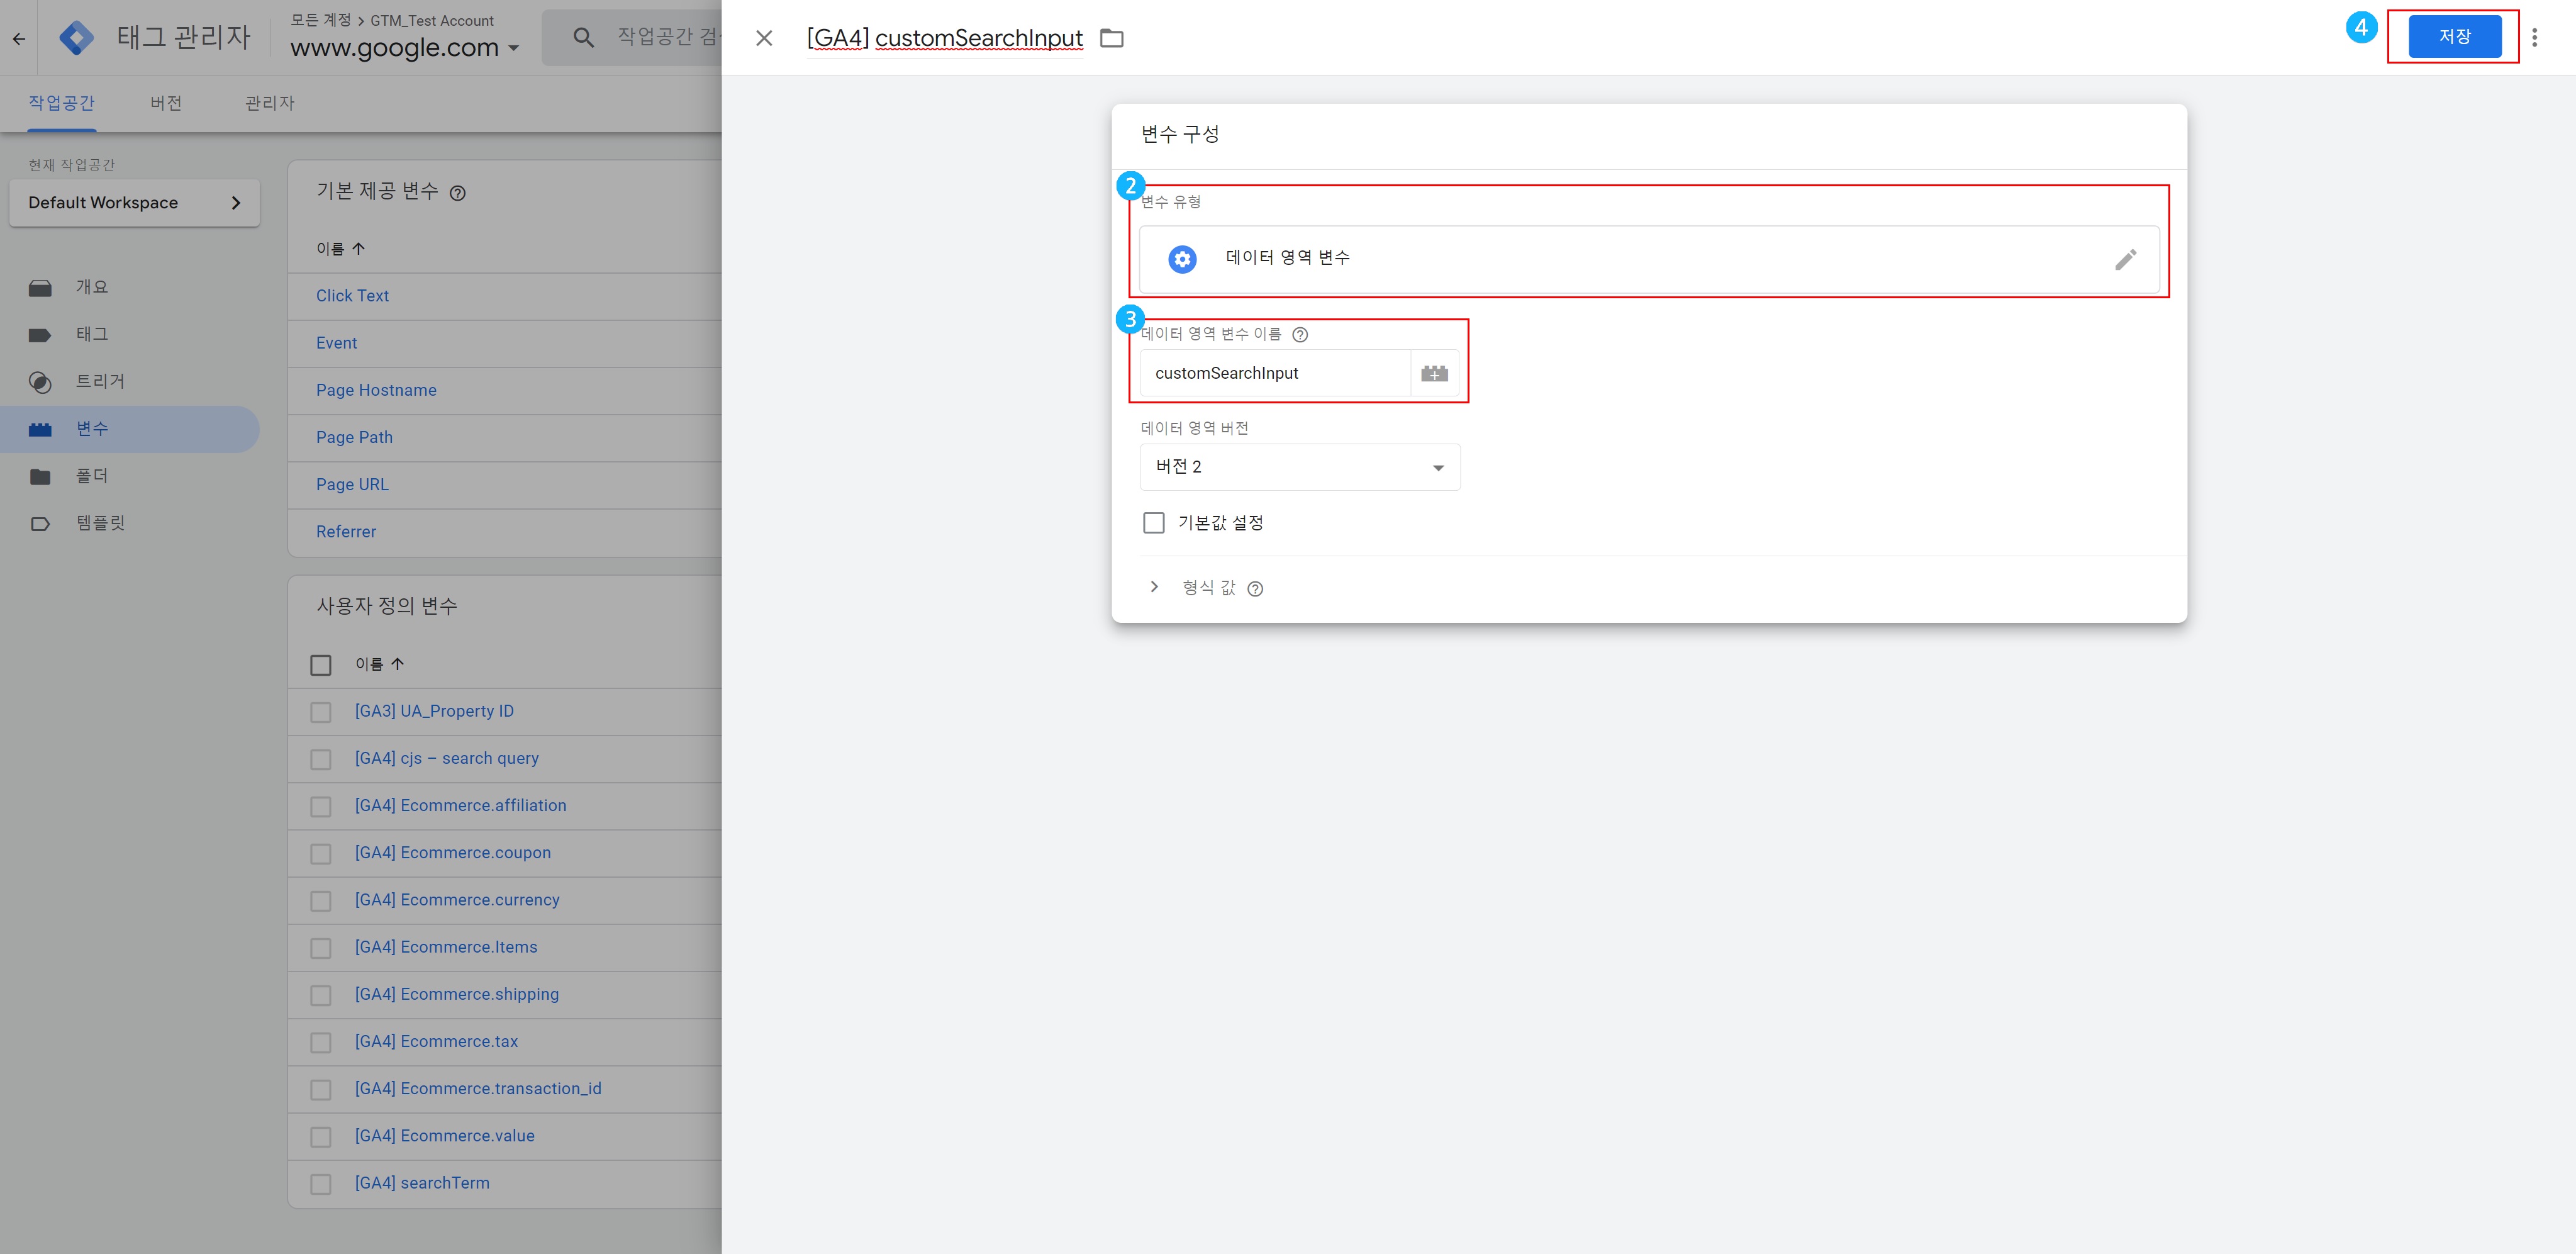 태그 관리자
모든 계정 > GTM_Test Account
www.google.com
작업공간 검
작업공간
버전
관리자
현재 작업공간
Default Workspace
개요
태그
트리거
변수
폴더
템플릿
기본 제공 변수
이름
Click Text
Event
Page Hostname
Page Path
Page URL
Referrer
사용자 정의 변수
이름
[GA3] UA_Property ID
[GA4] cjs – search query
[GA4] Ecommerce.affiliation
[GA4] Ecommerce.coupon
[GA4] Ecommerce.currency
[GA4] Ecommerce.Items
[GA4] Ecommerce.shipping
[GA4] Ecommerce.tax
[GA4] Ecommerce.transaction_id
[GA4] Ecommerce.value
[GA4] searchTerm
[GA4] customSearchInput
4
저장
변수 구성
2
변수 유형
데이터 영역 변수
3
데이터 영역 변수 이름
customSearchInput
데이터 영역 버전
버전 2
기본값 설정
형식 값